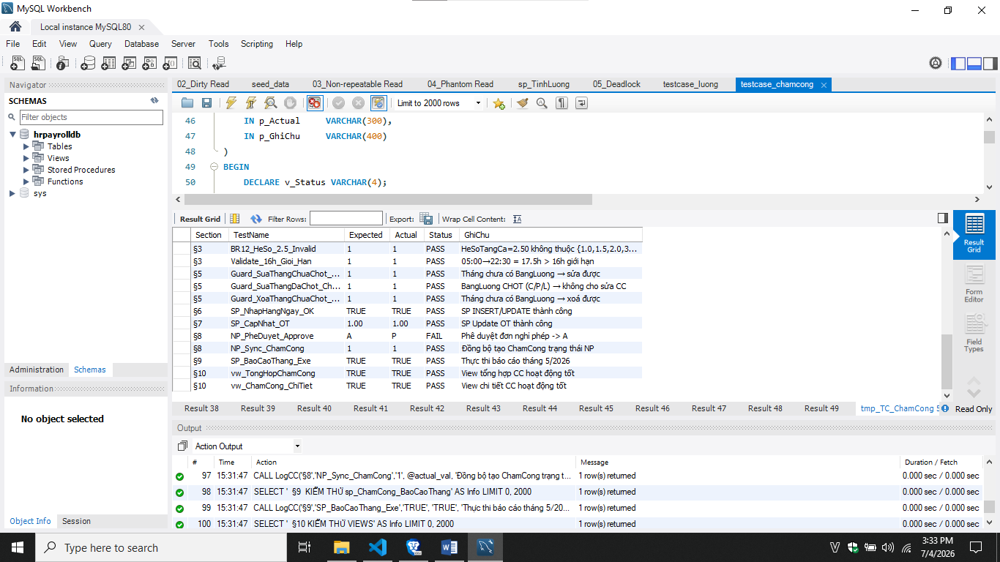 MySQL Workbench
Local instance MySQL80
File Edit View Query Database Server Tools Scripting Help
Navigator
SCHEMAS
Filter objects
hrpayrolldb
Tables
Views
Stored Procedures
Functions
sys
Administration Schemas
Information
No object selected
Object Info Session
02_Dirty Read seed_data 03_Non-repeatable Read 04_Phantom Read sp_TinhLuong 05_Deadlock testcase_luong testcase_chamcong
Limit to 2000 rows
46 IN p_Actual VARCHAR(300),
47 IN p_GhiChu VARCHAR(400)
48 )
49 BEGIN
50 DECLARE v_Status VARCHAR(4);
Result Grid Filter Rows: Export: Wrap Cell Content:
Section TestName Expected Actual Status GhiChu
§3 BR12_HeSo_2.5_Invalid 1 1 PASS HeSoTangCa=2.50 không thuộc {1.0,1.5,2.0,3...
§3 Validate_16h_Gioi_Han 1 1 PASS 05:00→22:30 = 17.5h > 16h giới hạn
§5 Guard_SuaThangChuaChot_... 1 1 PASS Tháng chưa có BangLuong → sửa được
§5 Guard_SuaThangDaChot_Ch... 1 1 PASS BangLuong CHOT (C/P/L) → không cho sửa CC
§5 Guard_XoaThangChuaChot_... 1 1 PASS Tháng chưa có BangLuong → xoá được
§6 SP_NhapHangNgay_OK TRUE TRUE PASS SP INSERT/UPDATE thành công
§7 SP_CapNhat_OT 1.00 1.00 PASS SP Update OT thành công
§8 NP_PheDuyet_Approve A P FAIL Phê duyệt đơn nghỉ phép -> A
§8 NP_Sync_ChamCong 1 1 PASS Đồng bộ tạo ChamCong trạng thái NP
§9 SP_BaoCaoThang_Exe TRUE TRUE PASS Thực thi báo cáo tháng 5/2026
§10 vw_TongHopChamCong TRUE TRUE PASS View tổng hợp CC hoạt động tốt
§10 vw_ChamCong_ChiTiet TRUE TRUE PASS View chi tiết CC hoạt động tốt
Result Grid
Form Editor
Field Types
Result 38 Result 39 Result 40 Result 41 Result 42 Result 43 Result 44 Result 45 Result 46 Result 47 Result 48 Result 49 tmp_TC_ChamCong 5 Read Only
Output
Action Output
# Time Action Message Duration / Fetch
97 15:31:47 CALL LogCC('§8','NP_Sync_ChamCong','1', @actual_val, 'Đồng bộ tạo ChamCong trạng t... 1 row(s) returned 0.000 sec / 0.000 sec
98 15:31:47 SELECT ' §9 KIỂM THỬ sp_ChamCong_BaoCaoThang' AS Info LIMIT 0, 2000 1 row(s) returned 0.000 sec / 0.000 sec
99 15:31:47 CALL LogCC('§9','SP_BaoCaoThang_Exe','TRUE', 'TRUE', 'Thực thi báo cáo tháng 5/20... 1 row(s) returned 0.000 sec / 0.000 sec
100 15:31:47 SELECT ' §10 KIỂM THỬ VIEWS' AS Info LIMIT 0, 2000 1 row(s) returned 0.000 sec / 0.000 sec
Type here to search
3:33 PM
7/4/2026